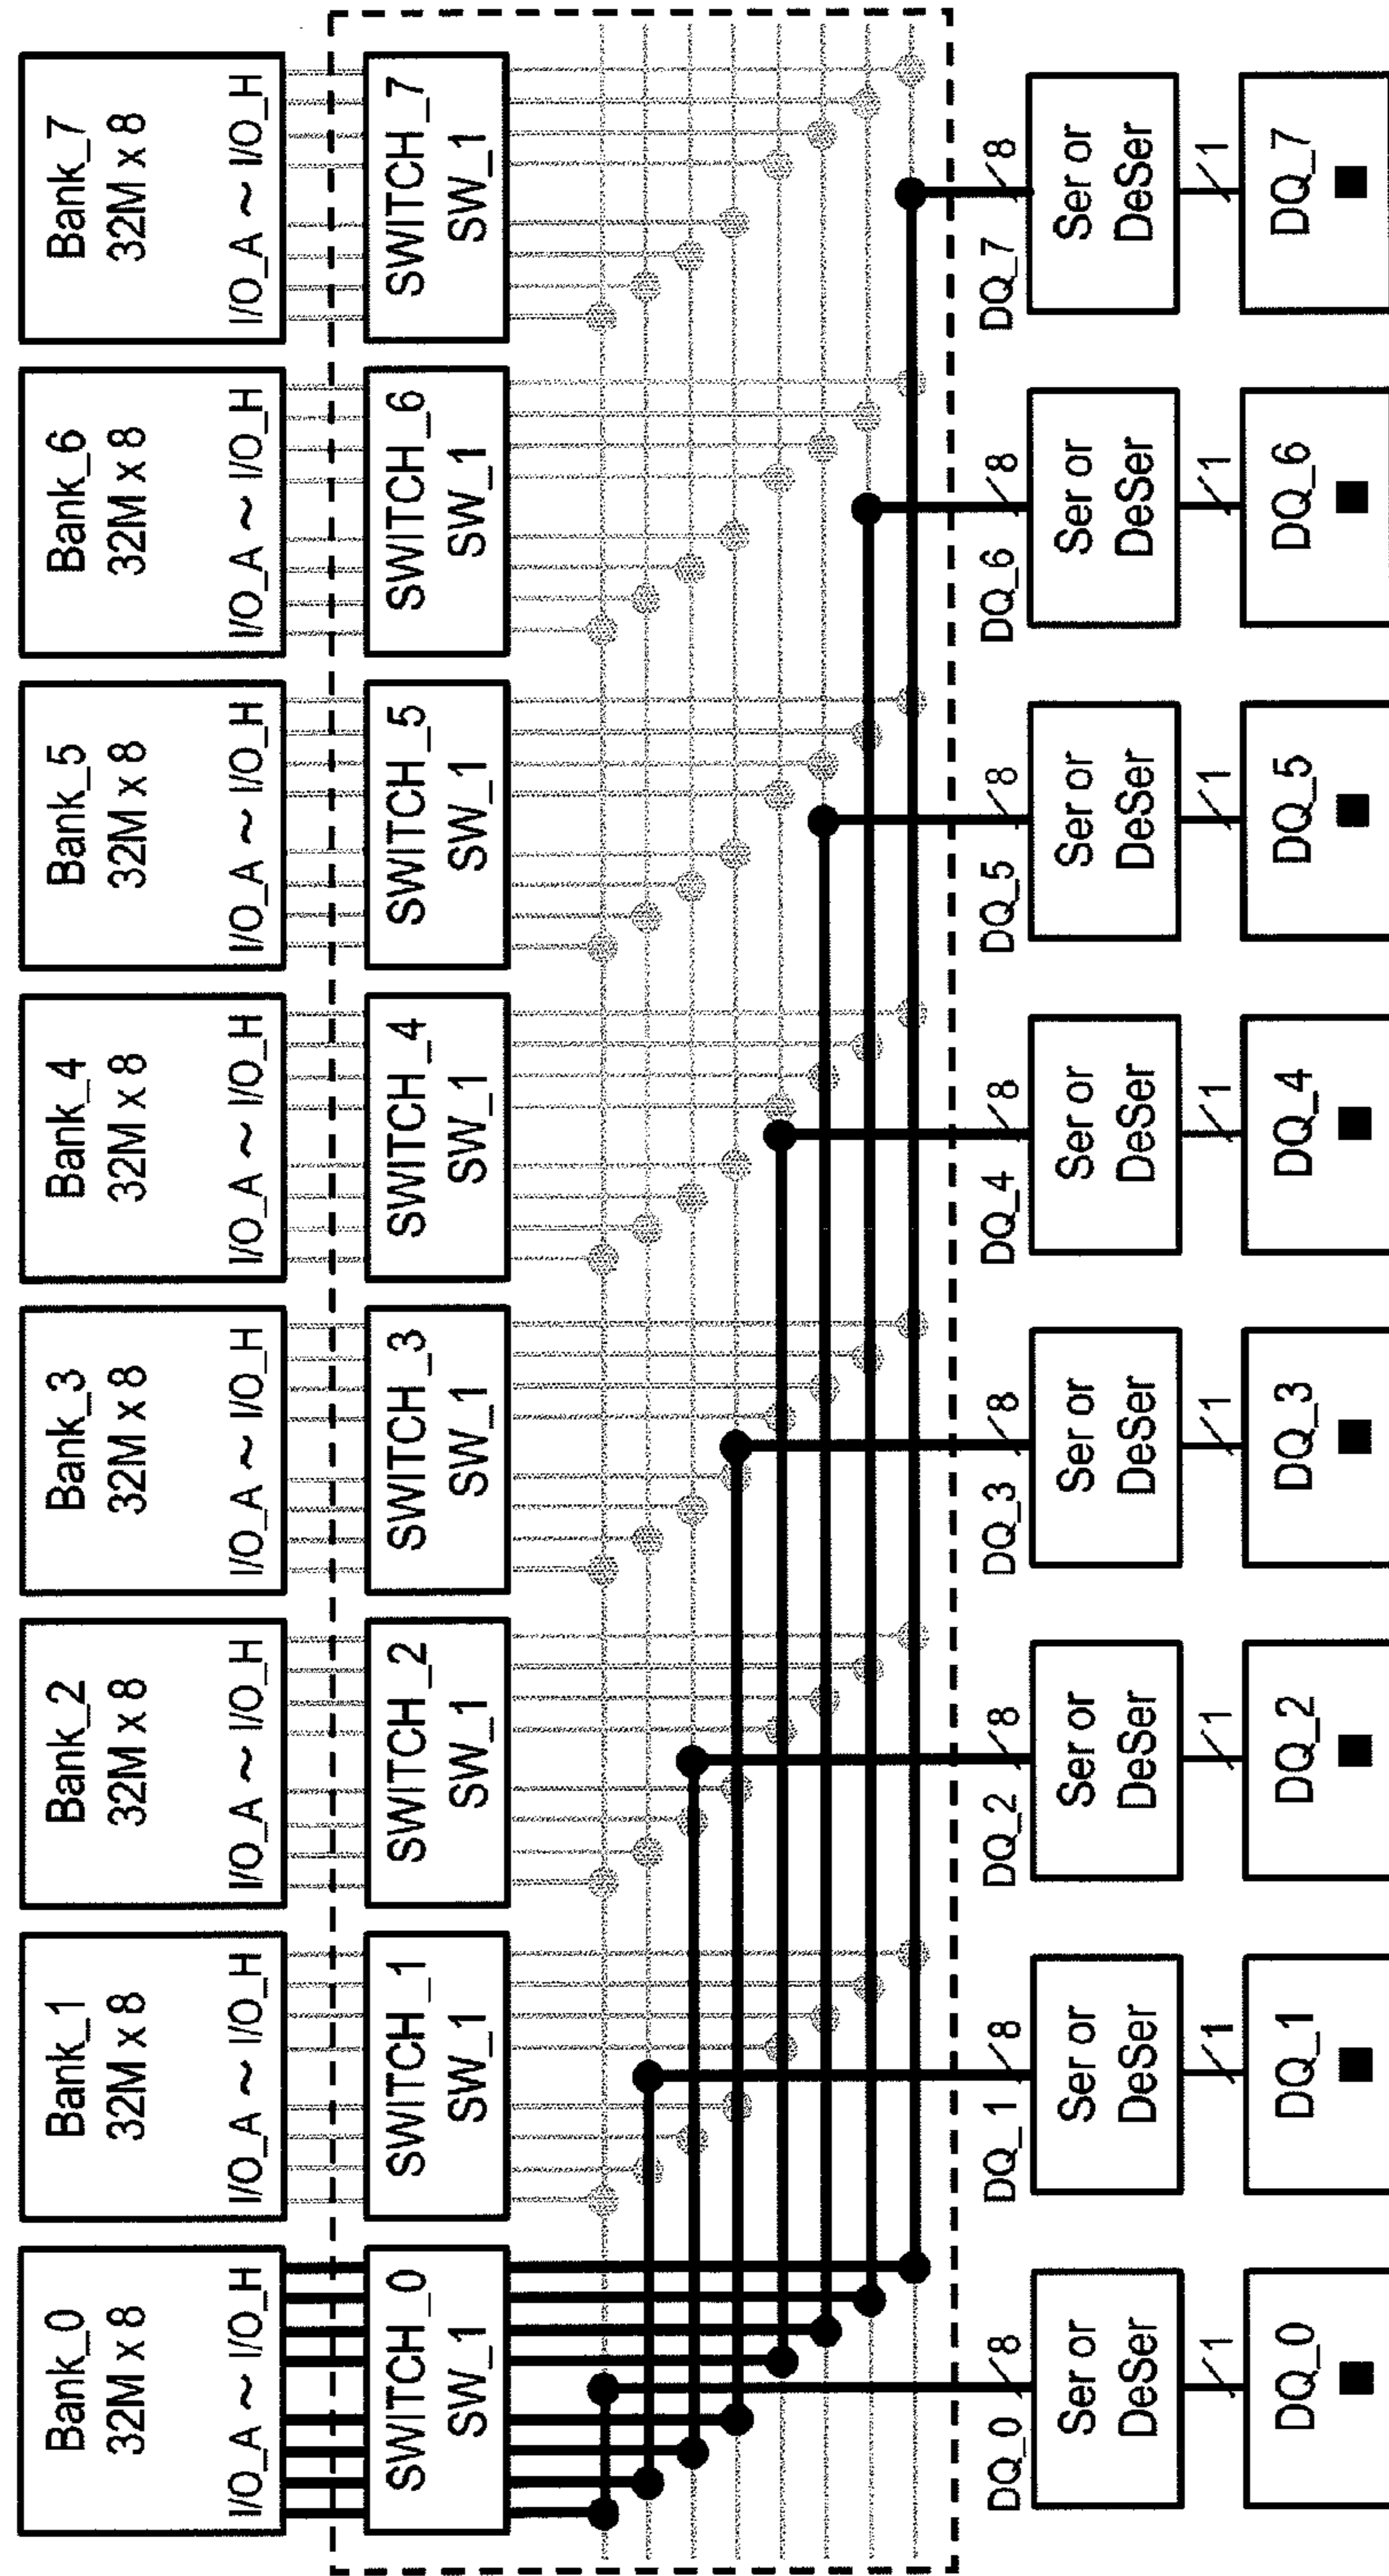 Bank_0
32M x 8
I/O_A ~ I/O_H
Bank_1
32M x 8
I/O_A ~ I/O_H
Bank_2
32M x 8
I/O_A ~ I/O_H
Bank_3
32M x 8
I/O_A ~ I/O_H
Bank_4
32M x 8
I/O_A ~ I/O_H
Bank_5
32M x 8
I/O_A ~ I/O_H
Bank_6
32M x 8
I/O_A ~ I/O_H
Bank_7
32M x 8
I/O_A ~ I/O_H
SWITCH_0
SW_1
SWITCH_1
SW_1
SWITCH_2
SW_1
SWITCH_3
SW_1
SWITCH_4
SW_1
SWITCH_5
SW_1
SWITCH_6
SW_1
SWITCH_7
SW_1
DQ_0 8
DQ_1 8
DQ_2 8
DQ_3 8
DQ_4 8
DQ_5 8
DQ_6 8
DQ_7 8
Ser or
DeSer
Ser or
DeSer
Ser or
DeSer
Ser or
DeSer
Ser or
DeSer
Ser or
DeSer
Ser or
DeSer
Ser or
DeSer
1
1
1
1
1
1
1
1
DQ_0
DQ_1
DQ_2
DQ_3
DQ_4
DQ_5
DQ_6
DQ_7